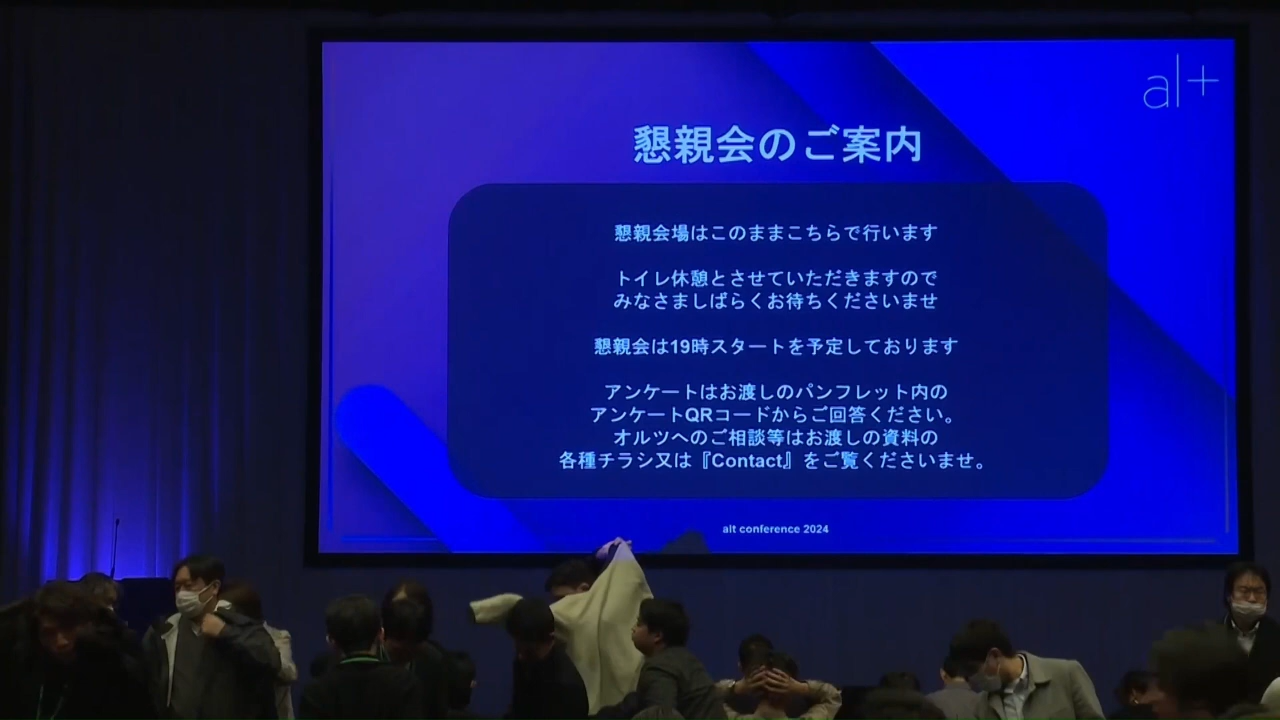 al+
懇親会のご案内
懇親会場はこのままこちらで行います
トイレ休憩とさせていただきますので
みなさましばらくお待ちくださいませ
懇親会は19時スタートを予定しております
アンケートはお渡しのパンフレット内の
アンケートQRコードからご回答ください。
オルツへのご相談等はお渡しの資料の
各種チラシ又は『Contact』をご覧くださいませ。
alt conference 2024